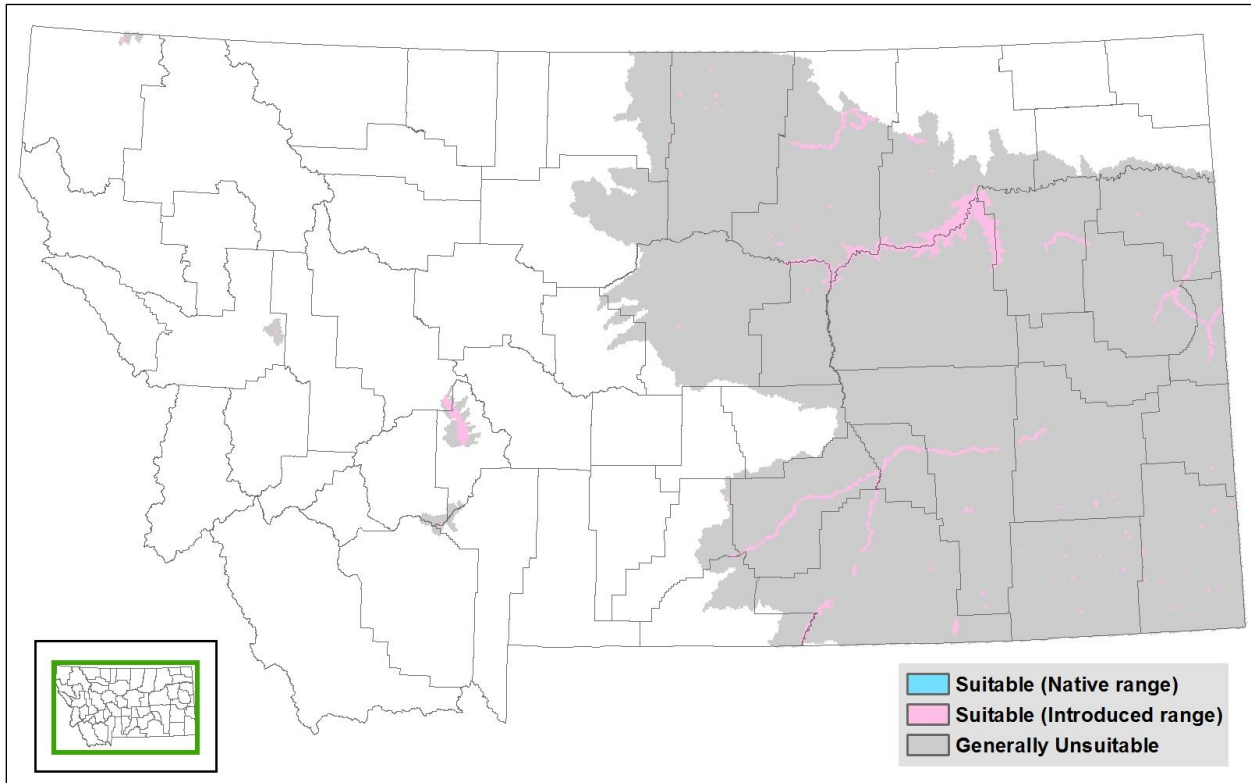 Suitable (Native range)
Suitable (Introduced range)
Generally Unsuitable